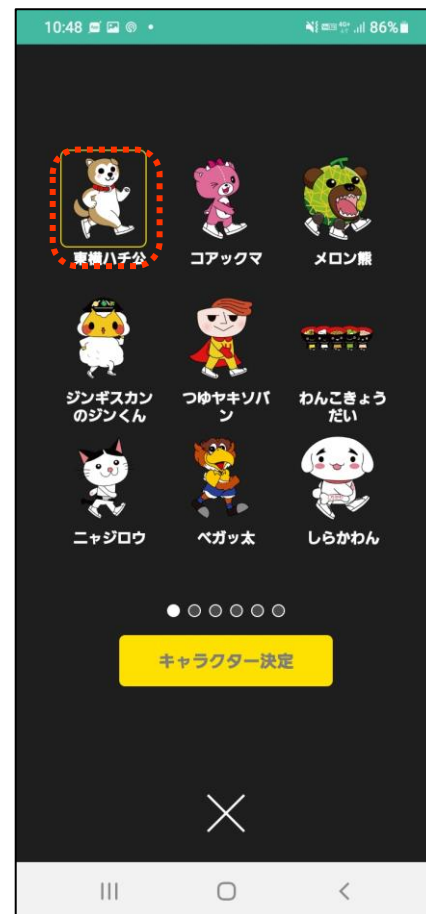 10:48
86%
東横ハチ公
コアックマ
メロン熊
ジンギスカン
のジンくん
つゆヤキソバ
ン
わんこきょう
だい
ニャジロウ
ベガッ太
しらかわん
キャラクター決定